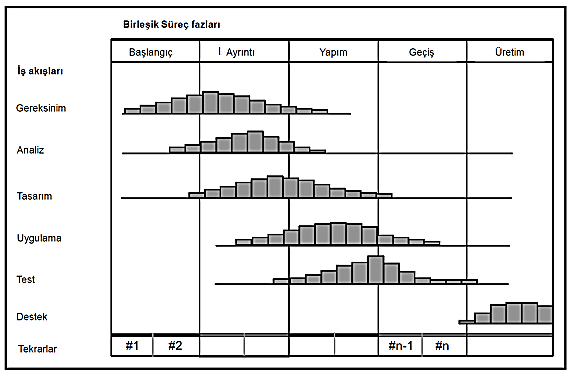 Birleşik Süreç fazları
Başlangıç Ayrıntı Yapım Geçiş Üretim
İş akışları
Gereksinim
Analiz
Tasarım
Uygulama
Test
Destek
Tekrarlar #1 #2 #n-1 #n